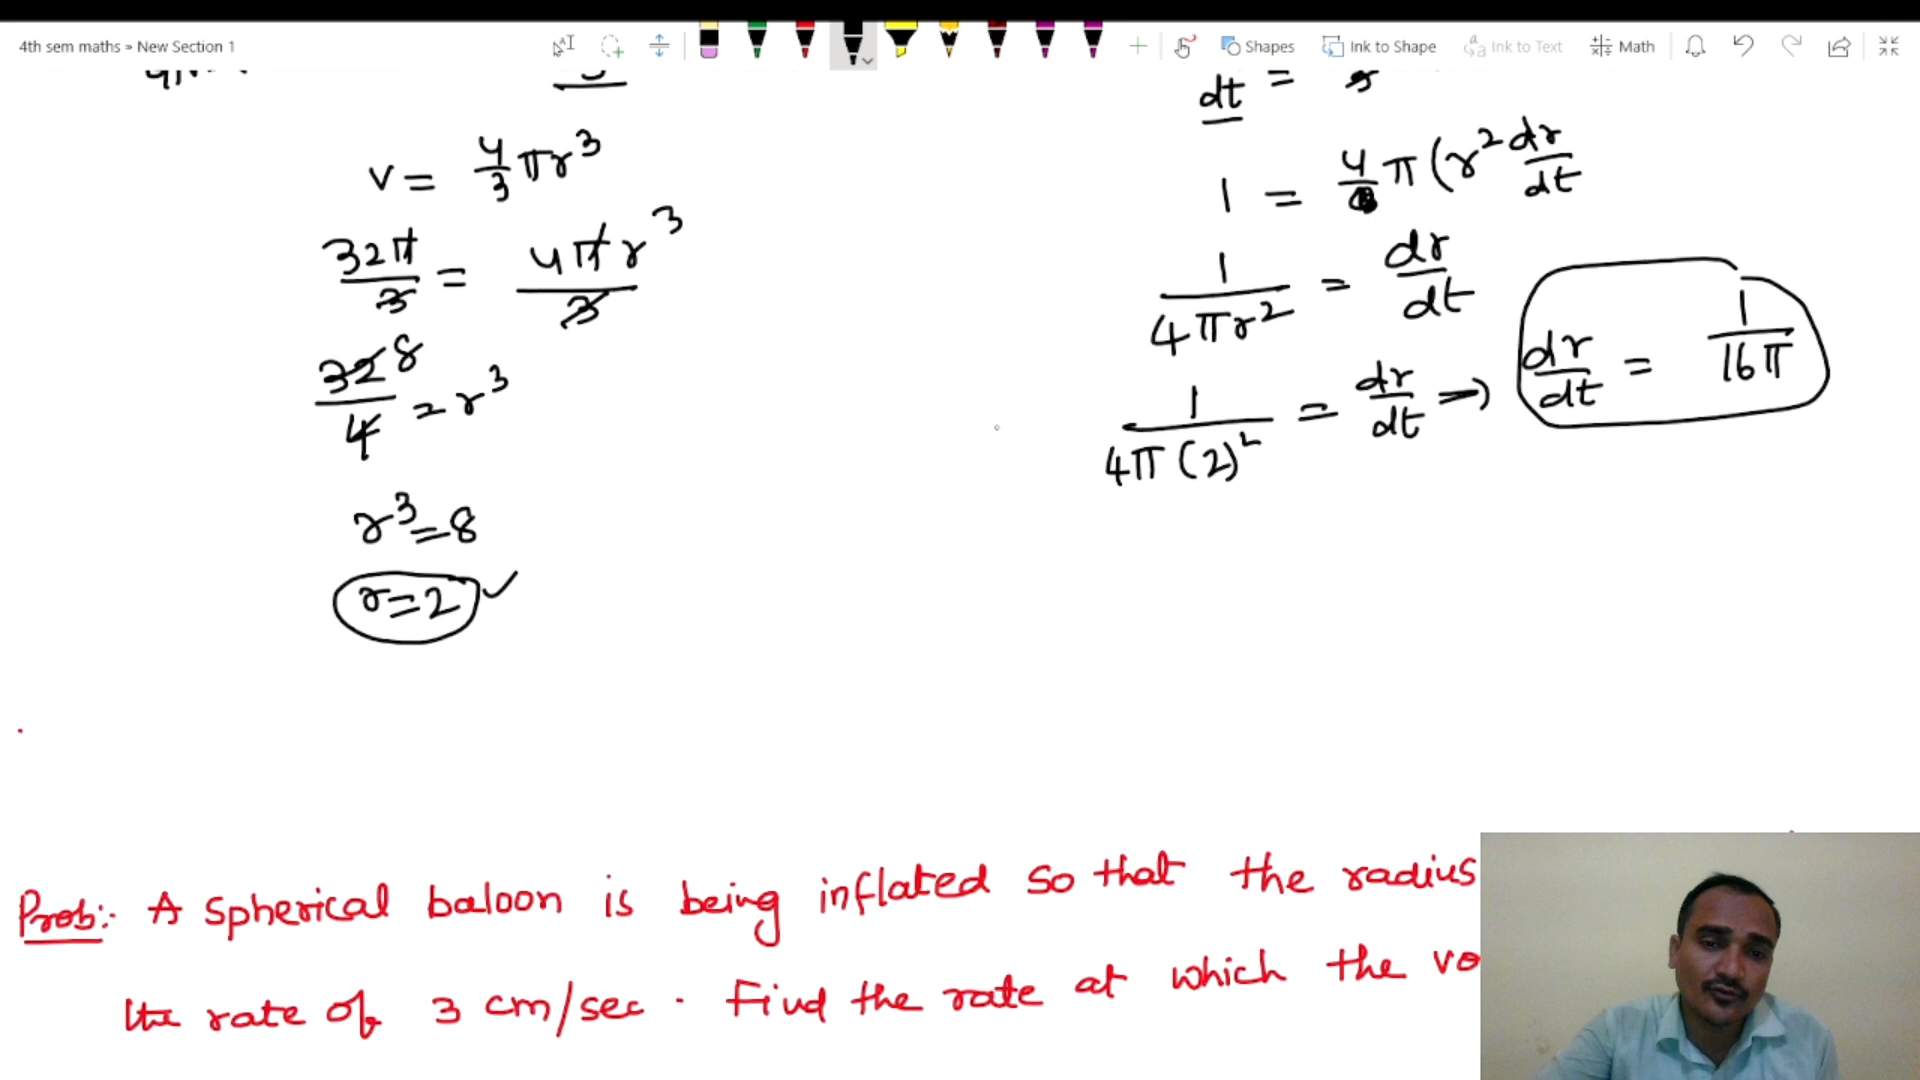 4th sem maths » New Section 1
Shapes
Ink to Shape
Ink to Text
Math
v = 4/3 πr³
32π/3 = 4πr³/3
32 8/4 = r³
r³ = 8
r = 2 ✓
dt =
1 = 4/ π (r² dr/dt
1/4πr² = dr/dt
1/4π(2)² = dr/dt ⇒ dr/dt = 1/16π
Prob:- A spherical baloon is being inflated so that the radius
the rate of 3 cm/sec . Find the rate at which the vo